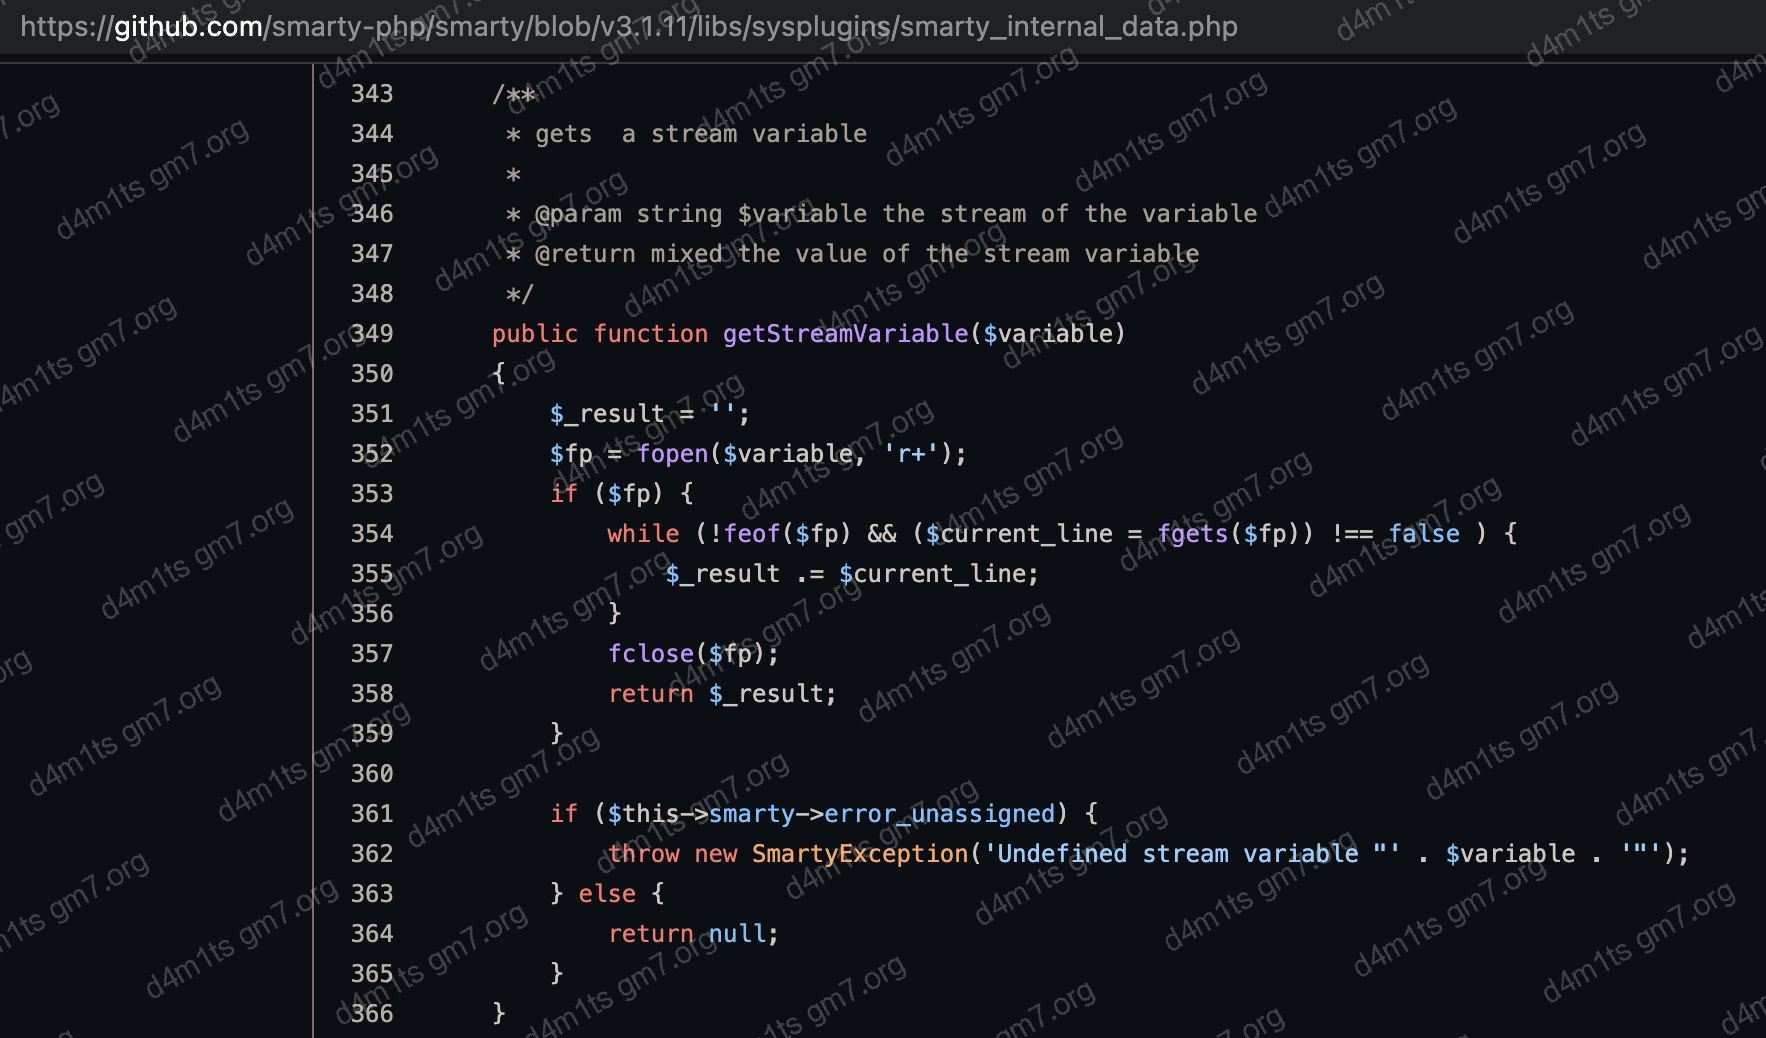 https://github.com/smarty-php/smarty/blob/v3.1.11/libs/sysplugins/smarty_internal_data.php
343 /**
344 * gets  a stream variable
345 *
346 * @param string $variable the stream of the variable
347 * @return mixed the value of the stream variable
348 */
349 public function getStreamVariable($variable)
350 {
351 $_result = '';
352 $fp = fopen($variable, 'r+');
353 if ($fp) {
354 while (!feof($fp) && ($current_line = fgets($fp)) !== false ) {
355 $_result .= $current_line;
356 }
357 fclose($fp);
358 return $_result;
359 }
360
361 if ($this->smarty->error_unassigned) {
362 throw new SmartyException('Undefined stream variable "' . $variable . '"');
363 } else {
364 return null;
365 }
366 }
d4m1ts gm7.org